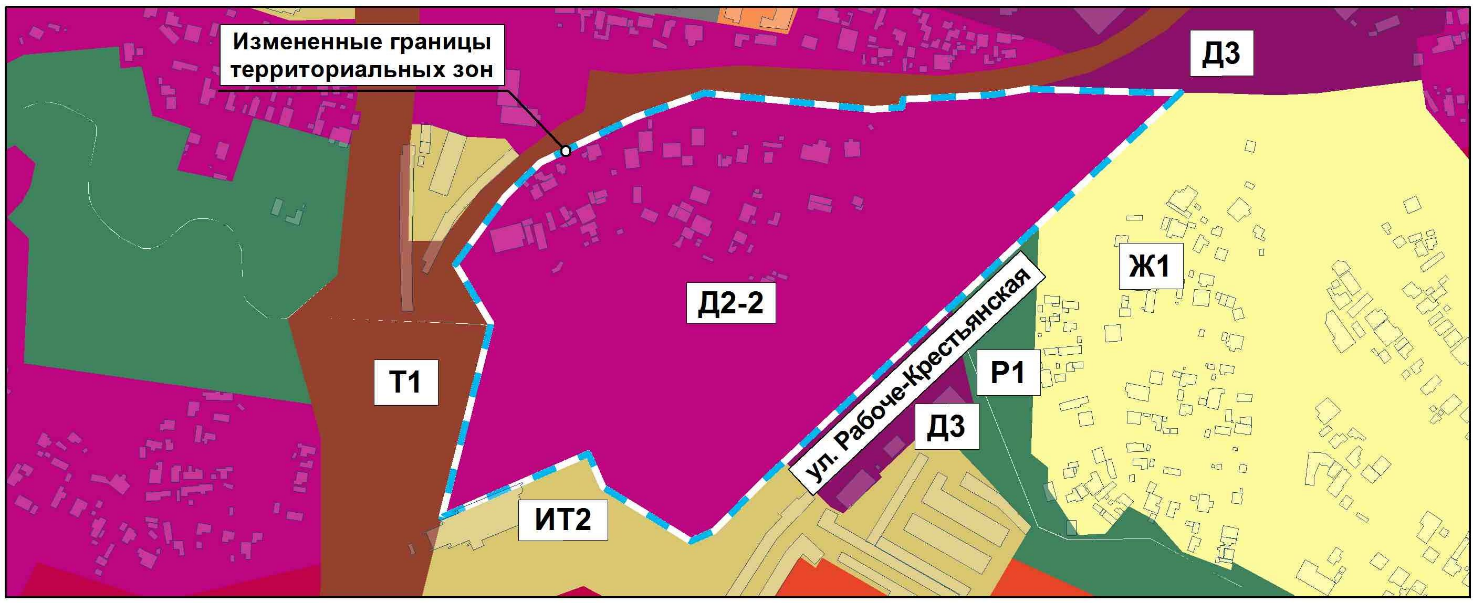 Измененные границы
территориальных зон
Д3
Ж1
Д2-2
Т1
Р1
ул. Рабоче-Крестьянская
Д3
ИТ2